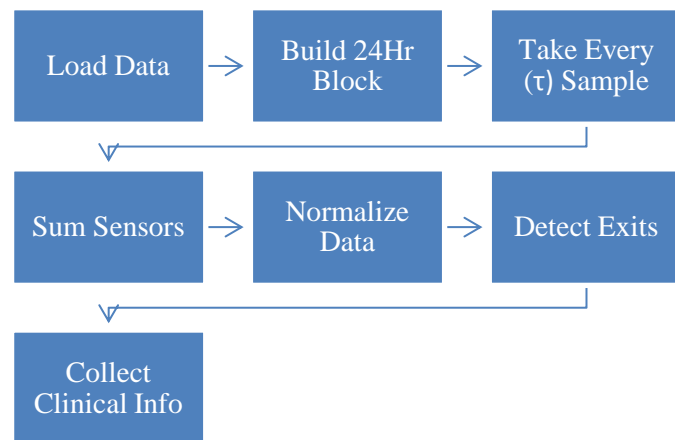 Load Data
Build 24Hr
Block
Take Every
(τ) Sample
Sum Sensors
Normalize
Data
Detect Exits
Collect
Clinical Info